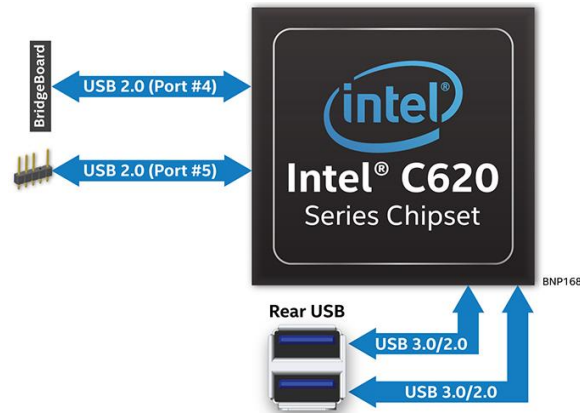 BridgeBoard
USB 2.0 (Port #4)
USB 2.0 (Port #5)
intel®
Intel® C620
Series Chipset
BNP168
Rear USB
USB 3.0/2.0
USB 3.0/2.0